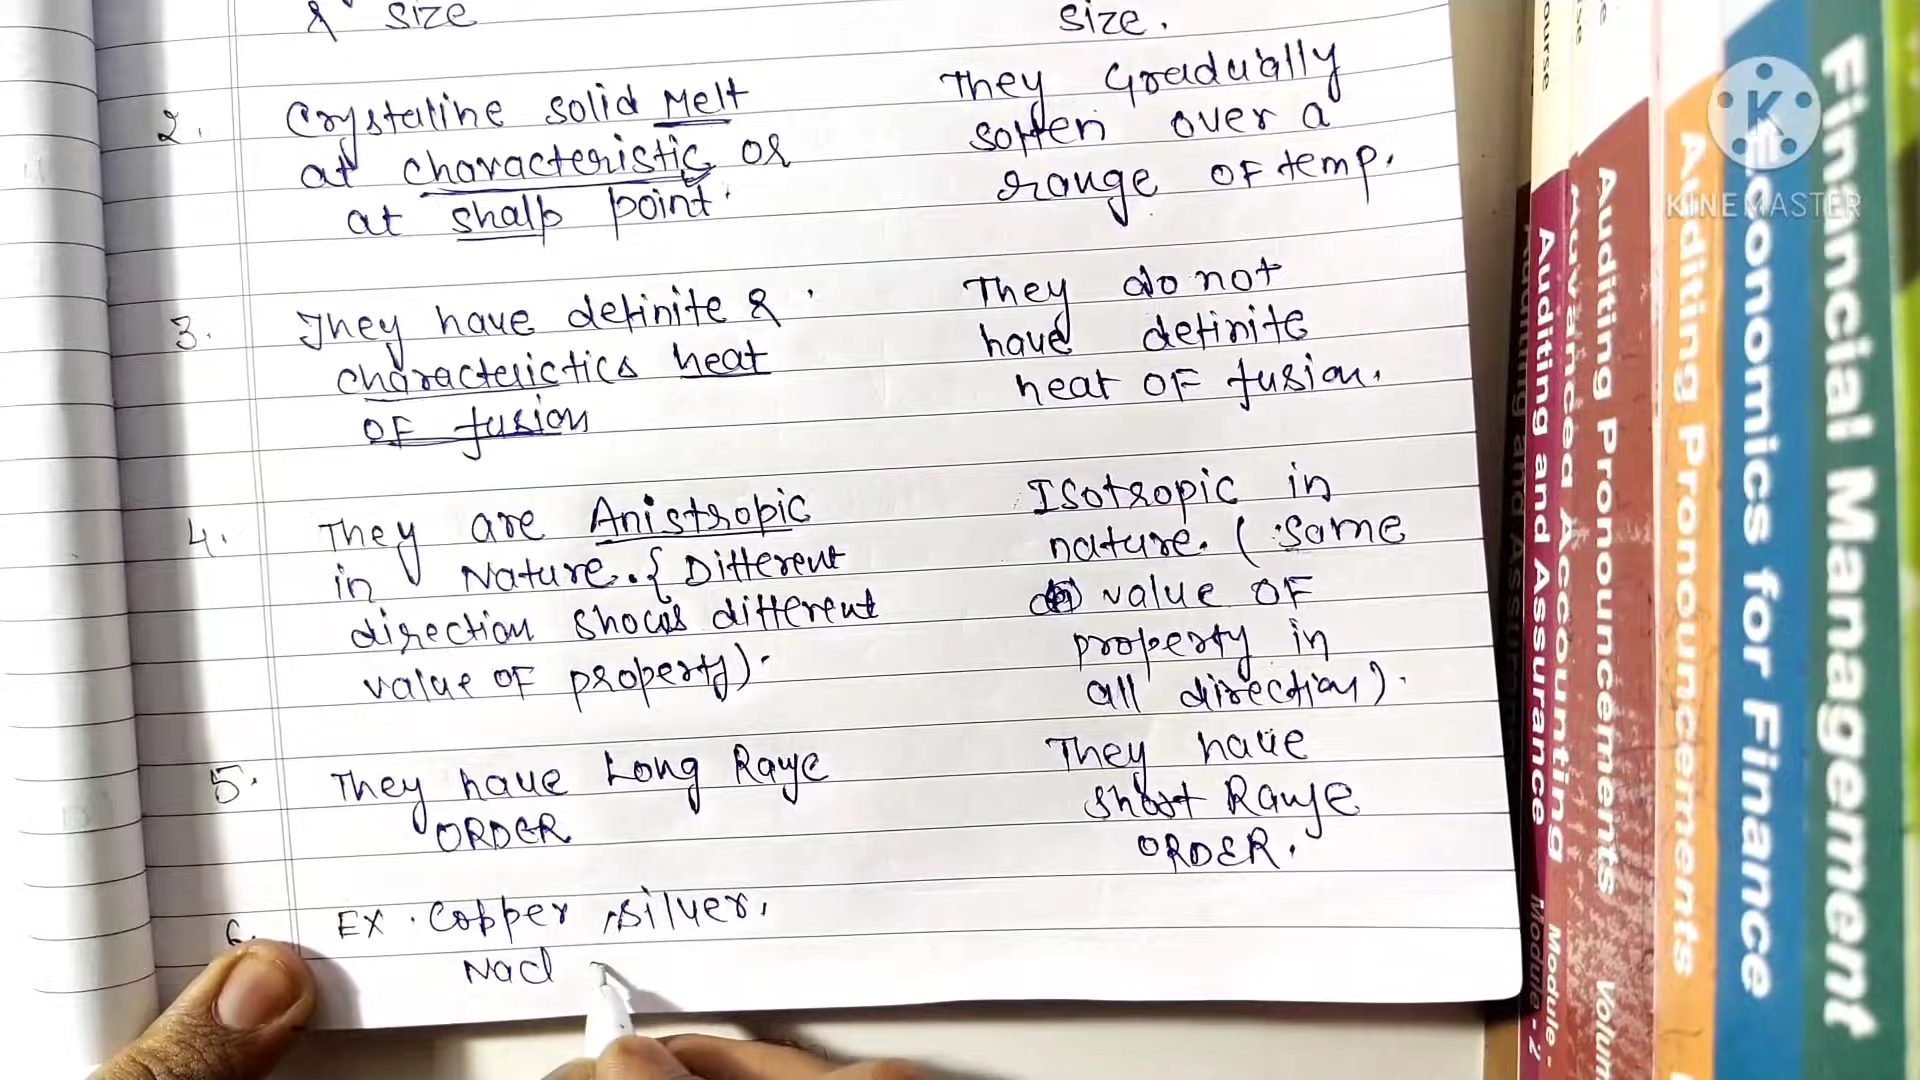 & size
size.
2. Crystaline solid Melt
at characteristic or
at sharp point.
They Gradually
soften over a
range OF temp.
3. They have definite &
characterictics heat
OF fusion
They do not
have definite
heat OF fusion.
4. They are Anistropic
in Nature. { Different
direction shows different
value OF property).
Isotropic in
nature. ( same
value OF
property in
all direction).
5. They have Long Range
ORDER
They have
short Range
ORDER.
6. EX. Copper, silver,
Nacl
KINEMASTER
Auditing and Assurance Module - 2
Advanced Accounting Module -
Auditing Pronouncements Volum
Auditing Pronouncements
Economics for Finance
Financial Management